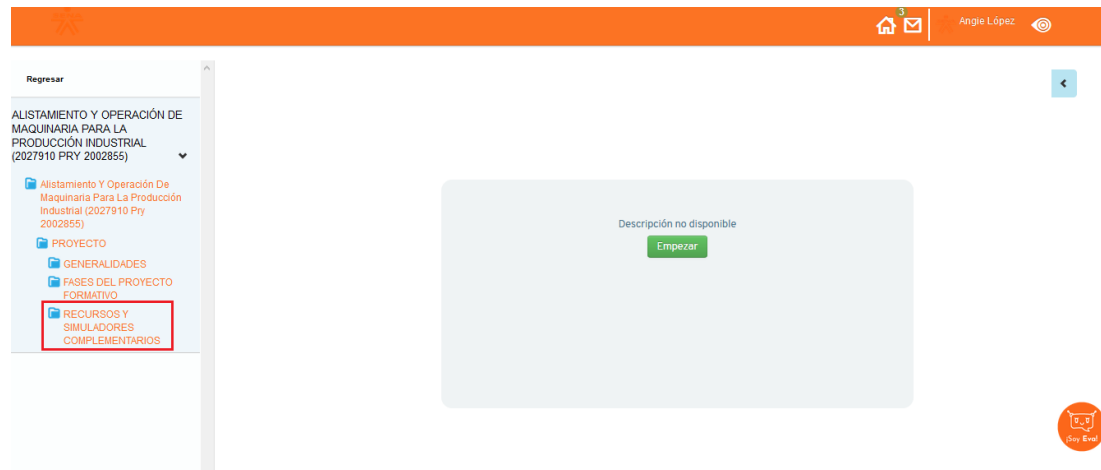 3
Angie López
Regresar
ALISTAMIENTO Y OPERACIÓN DE
MAQUINARIA PARA LA
PRODUCCIÓN INDUSTRIAL
(2027910 PRY 2002855)
Alistamiento Y Operación De
Maquinaria Para La Producción
Industrial (2027910 Pry
2002855)
PROYECTO
GENERALIDADES
FASES DEL PROYECTO
FORMATIVO
RECURSOS Y
SIMULADORES
COMPLEMENTARIOS
Descripción no disponible
Empezar
¡Soy Eva!